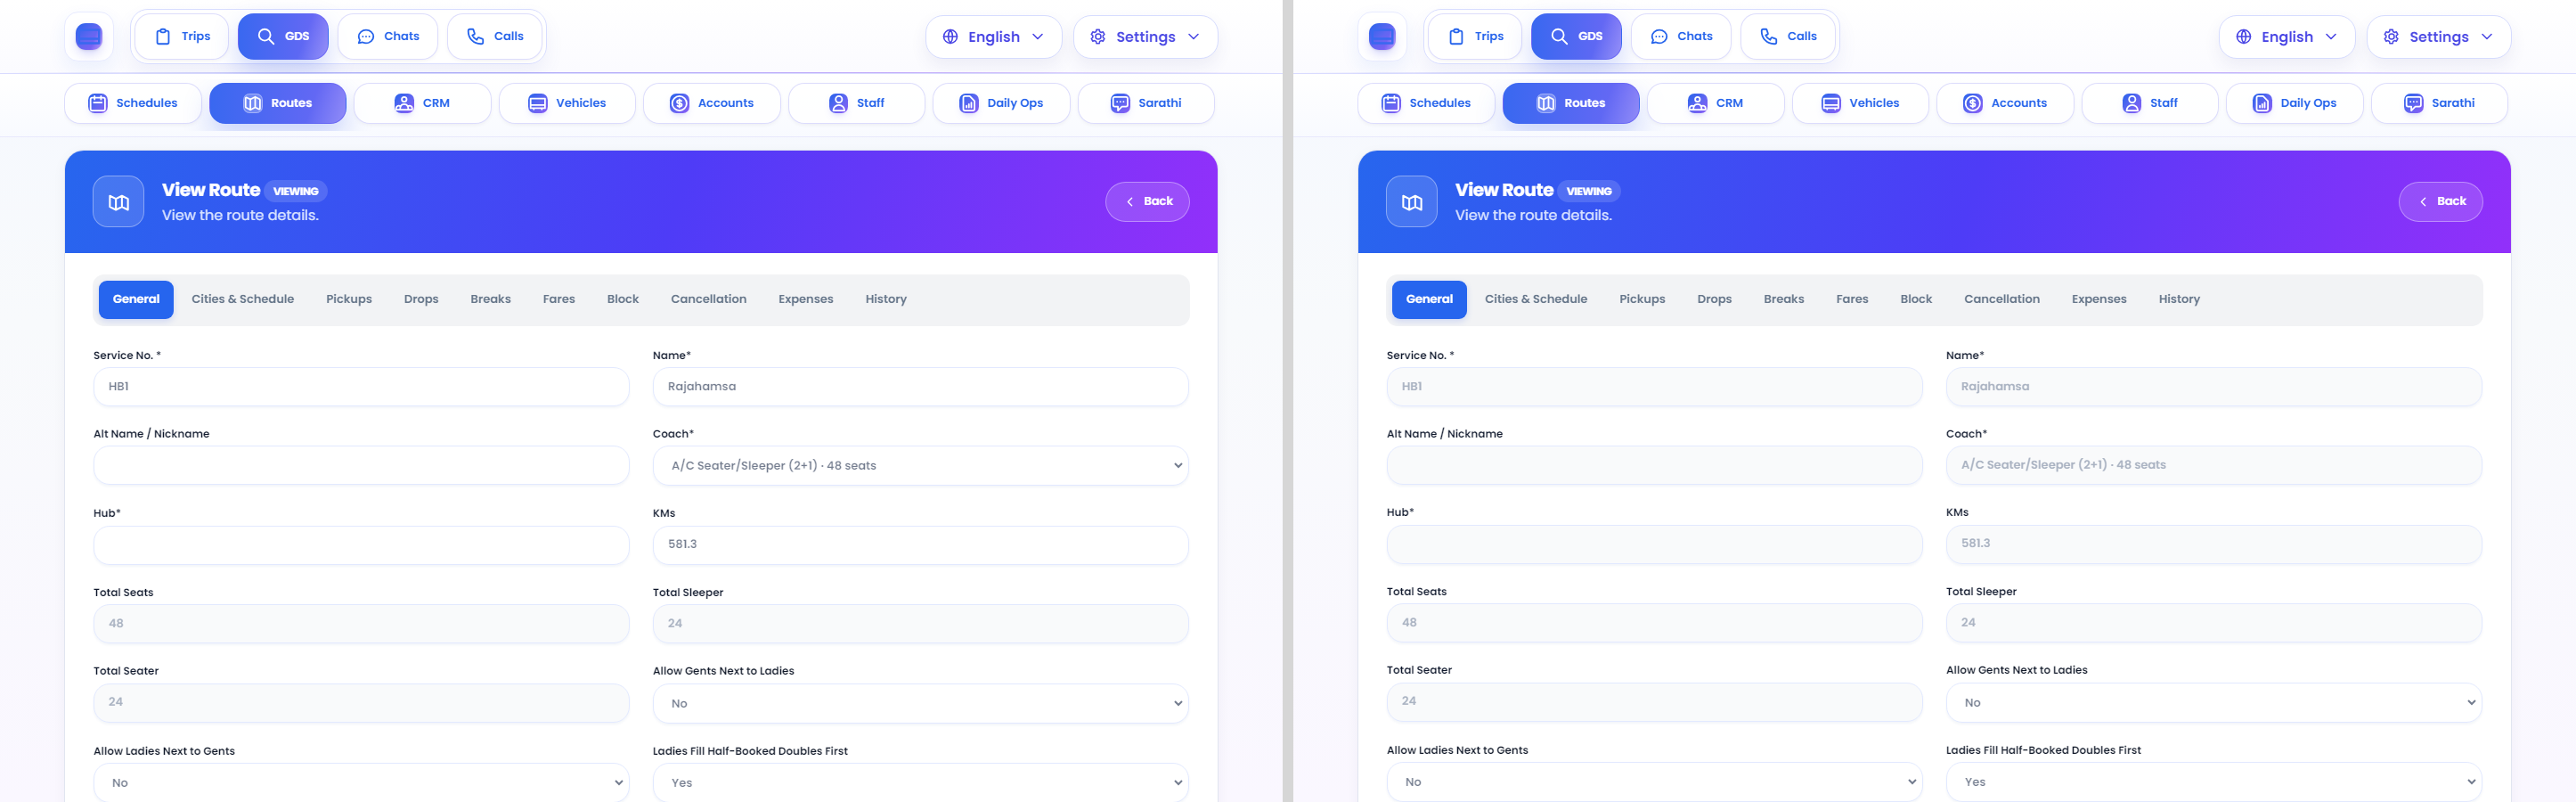 Trips GDS Chats Calls English Settings
Schedules Routes CRM Vehicles Accounts Staff Daily Ops Sarathi
View Route VIEWING
View the route details.
Back
General Cities & Schedule Pickups Drops Breaks Fares Block Cancellation Expenses History
Service No. * Name*
HB1 Rajahamsa
Alt Name / Nickname Coach*
A/C Seater/Sleeper (2+1) · 48 seats
Hub* KMs
581.3
Total Seats Total Sleeper
48 24
Total Seater Allow Gents Next to Ladies
24 No
Allow Ladies Next to Gents Ladies Fill Half-Booked Doubles First
No Yes
Trips GDS Chats Calls English Settings
Schedules Routes CRM Vehicles Accounts Staff Daily Ops Sarathi
View Route VIEWING
View the route details.
Back
General Cities & Schedule Pickups Drops Breaks Fares Block Cancellation Expenses History
Service No. * Name*
HB1 Rajahamsa
Alt Name / Nickname Coach*
A/C Seater/Sleeper (2+1) · 48 seats
Hub* KMs
581.3
Total Seats Total Sleeper
48 24
Total Seater Allow Gents Next to Ladies
24 No
Allow Ladies Next to Gents Ladies Fill Half-Booked Doubles First
No Yes